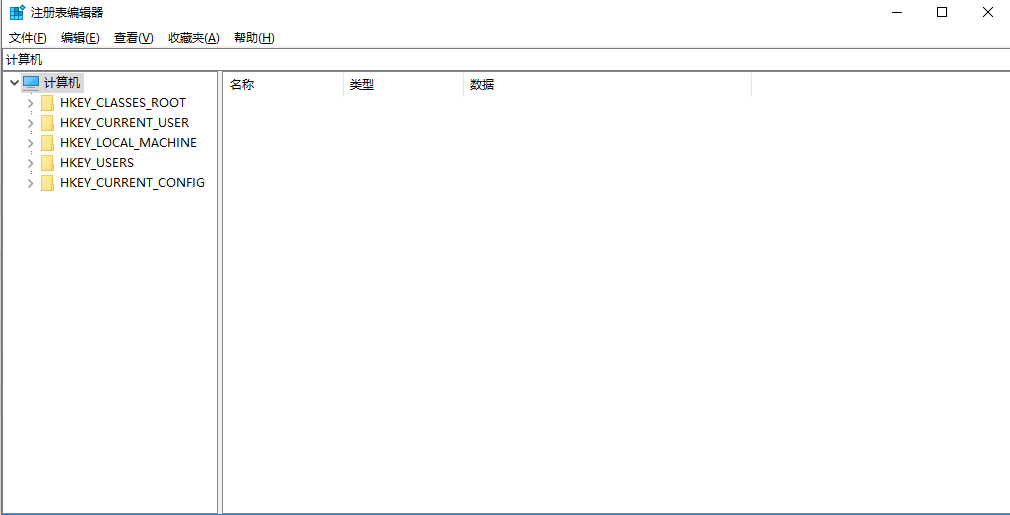 注册表编辑器
文件(F) 编辑(E) 查看(V) 收藏夹(A) 帮助(H)
计算机
计算机
HKEY_CLASSES_ROOT
HKEY_CURRENT_USER
HKEY_LOCAL_MACHINE
HKEY_USERS
HKEY_CURRENT_CONFIG
名称 类型 数据